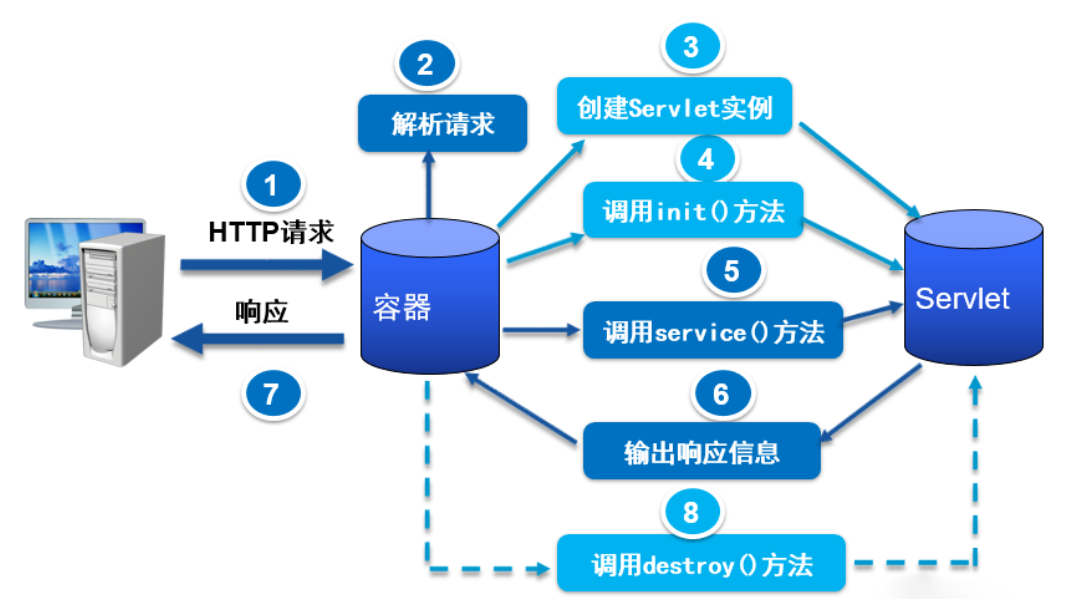 3
2
创建Servlet实例
解析请求
4
1
调用init()方法
HTTP请求
5
容器
Servlet
响应
调用service()方法
7
6
输出响应信息
8
调用destroy()方法